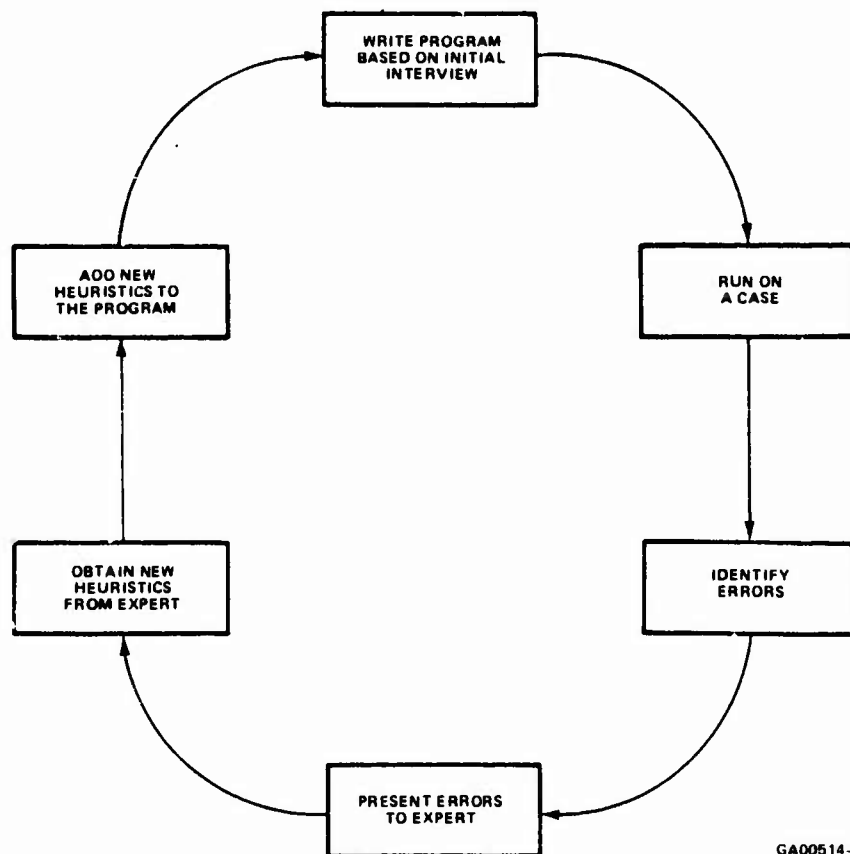 WRITE PROGRAM
BASED ON INITIAL
INTERVIEW
RUN ON
A CASE
IDENTIFY
ERRORS
PRESENT ERRORS
TO EXPERT
OBTAIN NEW
HEURISTICS
FROM EXPERT
ADD NEW
HEURISTICS TO
THE PROGRAM
GA00514-